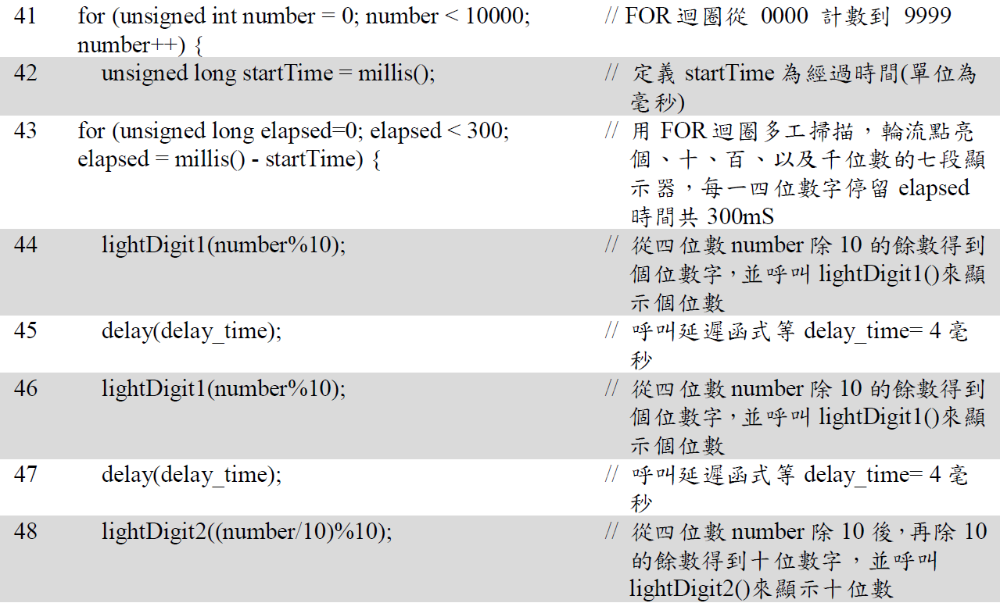 41 for (unsigned int number = 0; number < 10000; // FOR 迴圈從 0000 計數到 9999
number++) {
42 unsigned long startTime = millis(); // 定義 startTime 為經過時間(單位為
毫秒)
43 for (unsigned long elapsed=0; elapsed < 300; // 用 FOR 迴圈多工掃描，輪流點亮
elapsed = millis() - startTime) { 個、十、百、以及千位數的七段顯
示器，每一四位數字停留 elapsed
時間共 300mS
44 lightDigit1(number%10); // 從四位數 number 除 10 的餘數得到
個位數字，並呼叫 lightDigit1()來顯
示個位數
45 delay(delay_time); // 呼叫延遲函式等 delay_time= 4 毫
秒
46 lightDigit1(number%10); // 從四位數 number 除 10 的餘數得到
個位數字，並呼叫 lightDigit1()來顯
示個位數
47 delay(delay_time); // 呼叫延遲函式等 delay_time= 4 毫
秒
48 lightDigit2((number/10)%10); // 從四位數 number 除 10 後，再除 10
的餘數得到十位數字，並呼叫
lightDigit2()來顯示十位數